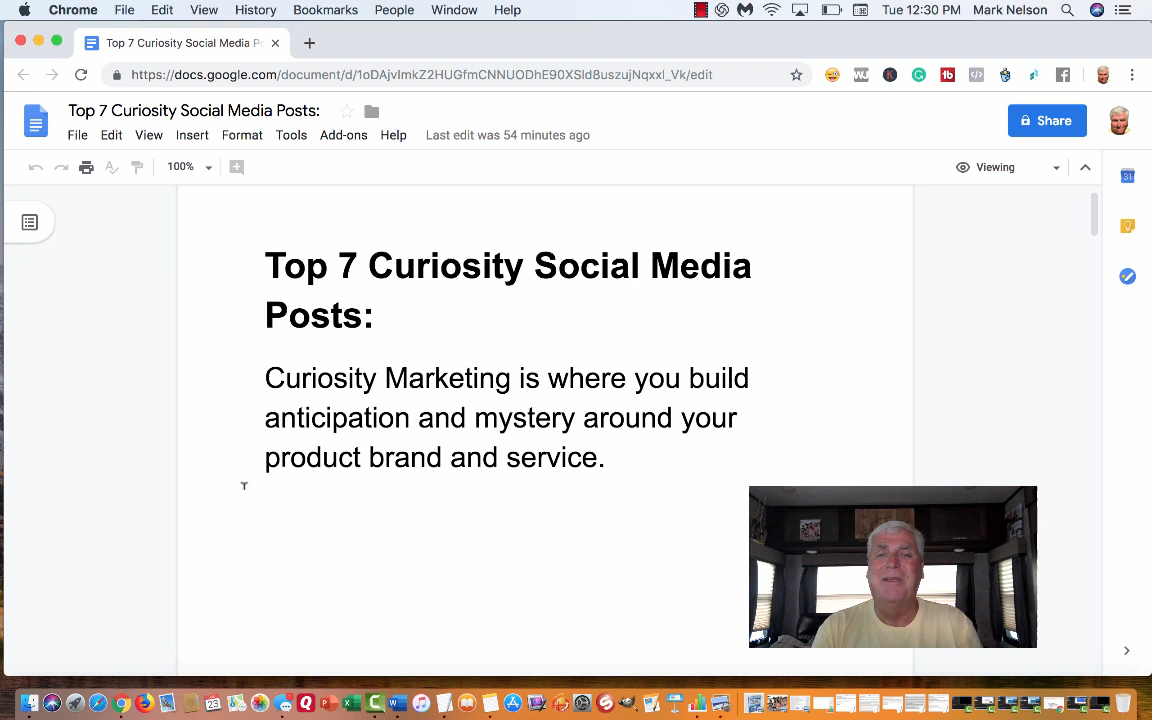 Chrome File Edit View History Bookmarks People Window Help Tue 12:30 PM Mark Nelson
Top 7 Curiosity Social Media P
https://docs.google.com/document/d/1oDAjvImkZ2HUGfmCNNUODhE90XSld8uszujNqxxl_Vk/edit
Top 7 Curiosity Social Media Posts:
File Edit View Insert Format Tools Add-ons Help Last edit was 54 minutes ago
Share
100%
Viewing
31
Top 7 Curiosity Social Media
Posts:
Curiosity Marketing is where you build
anticipation and mystery around your
product brand and service.